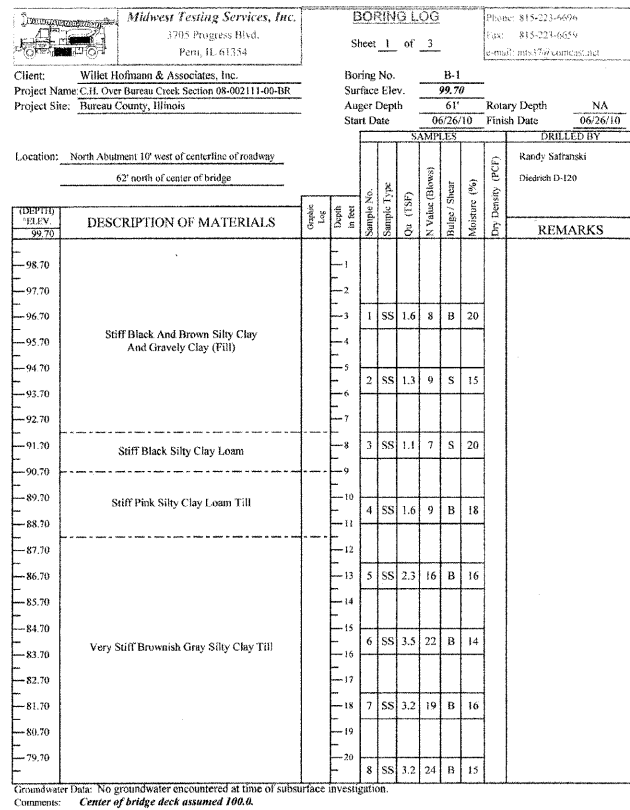 Midwest Testing Services, Inc.
3705 Progress Blvd.
Peru, IL 61354
BORING LOG
Sheet 1 of 3
Phone: 815-223-6696
Fax: 815-223-6659
e-mail: mts37@comcast.net
Client: Willet Hofmann & Associates, Inc.
Project Name: C.H. Over Bureau Creek Section 08-002111-00-BR
Project Site: Bureau County, Illinois
Boring No. B-1
Surface Elev. 99.70
Auger Depth 61' Rotary Depth NA
Start Date 06/26/10 Finish Date 06/26/10
SAMPLES DRILLED BY
Location: North Abutment 10' west of centerline of roadway
62' north of center of bridge
Randy Safranski
Diedrich D-120
(DEPTH)
*ELEV.
99.70
DESCRIPTION OF MATERIALS
Graphic Log
Depth in feet
Sample No.
Sample Type
Qu (TSF)
N Value (Blows)
Bulge / Shear
Moisture (%)
Dry Density (PCF)
REMARKS
98.70 1
97.70 2
96.70 3 1 SS 1.6 8 B 20
Stiff Black And Brown Silty Clay
95.70 4
And Gravely Clay (Fill)
94.70 5
2 SS 1.3 9 S 15
93.70 6
92.70 7
91.70 Stiff Black Silty Clay Loam 8 3 SS 1.1 7 S 20
90.70 9
89.70 Stiff Pink Silty Clay Loam Till 10
4 SS 1.6 9 B 18
88.70 11
87.70 12
86.70 13 5 SS 2.3 16 B 16
85.70 14
84.70 15
Very Stiff Brownish Gray Silty Clay Till 6 SS 3.5 22 B 14
83.70 16
82.70 17
81.70 18 7 SS 3.2 19 B 16
80.70 19
79.70 20
8 SS 3.2 24 B 15
Groundwater Data: No groundwater encountered at time of subsurface investigation.
Comments: Center of bridge deck assumed 100.0.